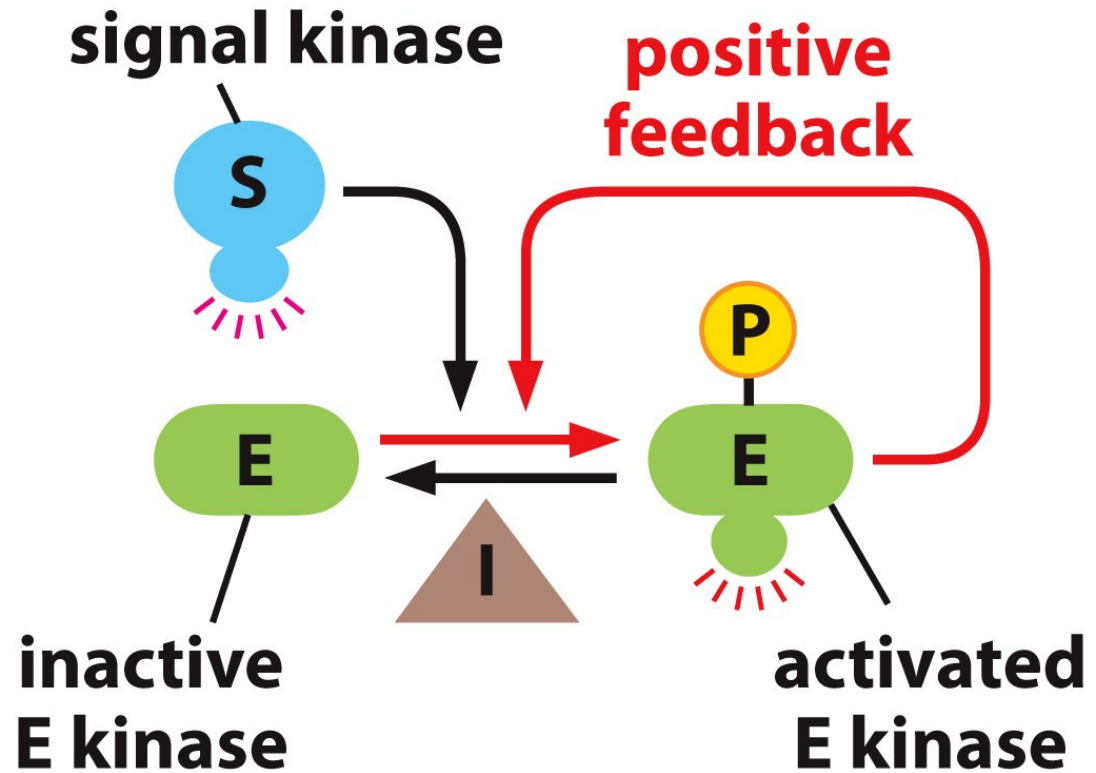 signal kinase
positive
feedback
S
P
E
E
I
inactive
E kinase
activated
E kinase